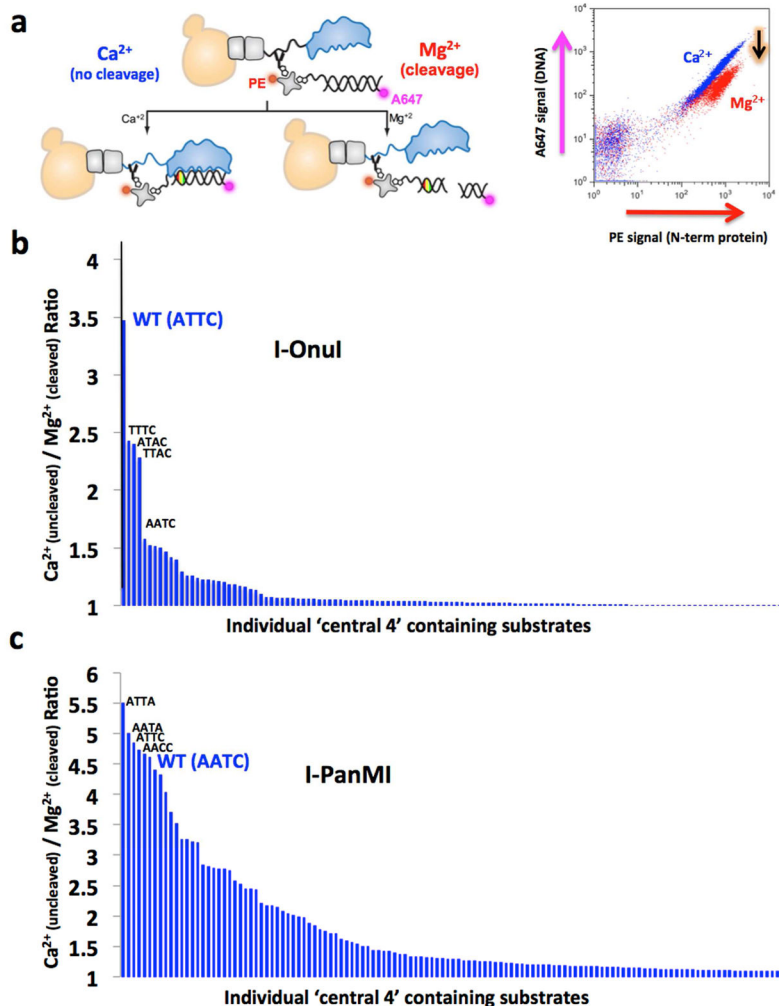 a
Ca2+
(no cleavage)
Mg2+
(cleavage)
PE
A647
Ca+2
Mg+2
A647 signal (DNA)
10^4
10^3
10^2
10^1
10^0
Ca2+
Mg2+
10^0 10^1 10^2 10^3 10^4
PE signal (N-term protein)
b
Ca2+ (uncleaved) / Mg2+ (cleaved) Ratio
4
3.5
3
2.5
2
1.5
1
WT (ATTC)
I-OnuI
TTTC
ATAC
TTAC
AATC
Individual ‘central 4’ containing substrates
c
Ca2+ (uncleaved) / Mg2+ (cleaved) Ratio
6
5.5
5
4.5
4
3.5
3
2.5
2
1.5
1
ATTA
AATA
ATTC
AACC
WT (AATC)
I-PanMI
Individual ‘central 4’ containing substrates